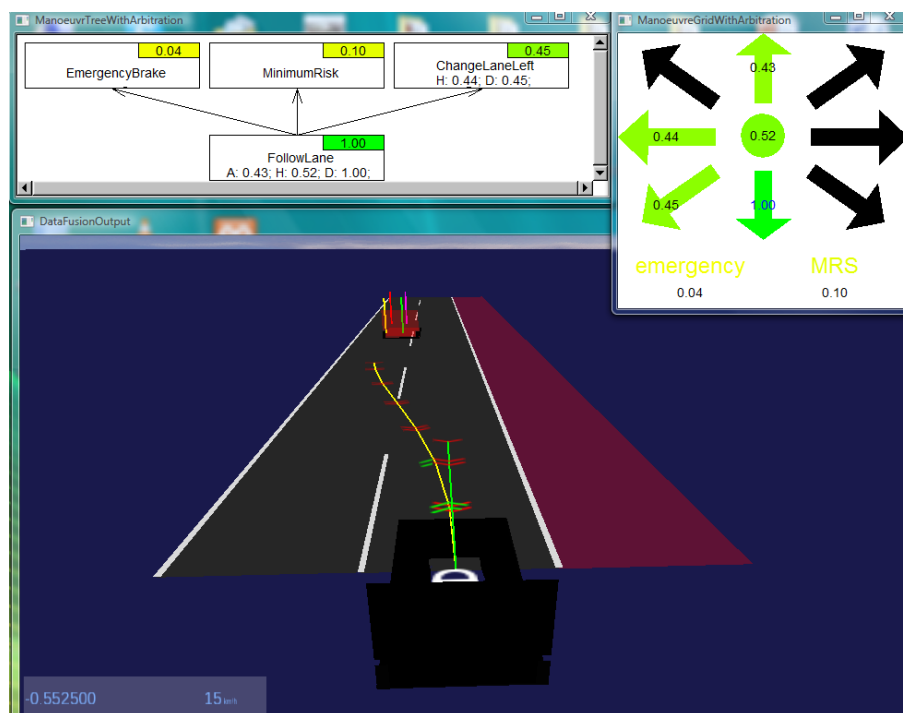 ManoeuvrTreeWithArbitration
0.04
EmergencyBrake
0.10
MinimumRisk
0.45
ChangeLaneLeft
H: 0.44; D: 0.45;
1.00
FollowLane
A: 0.43; H: 0.52; D: 1.00;
ManoeuvreGridWithArbitration
0.43
0.44
0.52
0.45
1.00
emergency
MRS
0.04
0.10
DataFusionOutput
-0.552500
15 km/h